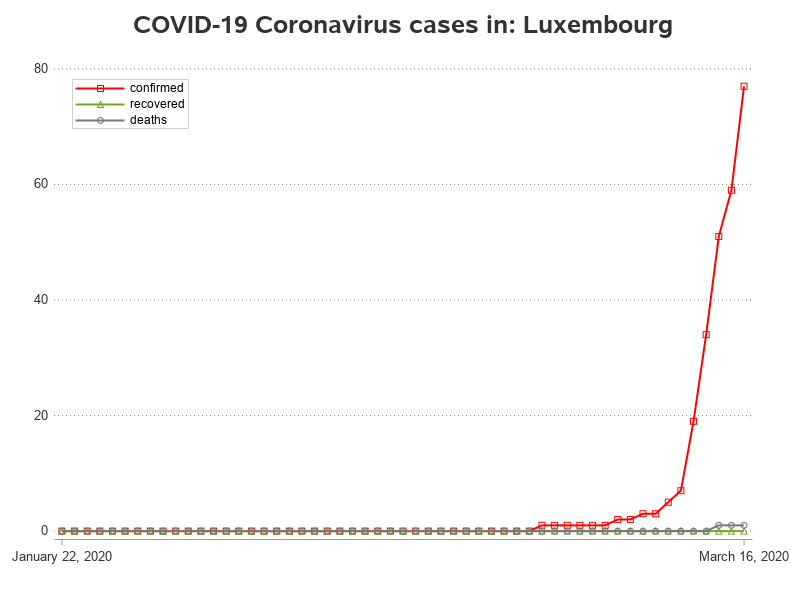 COVID-19 Coronavirus cases in: Luxembourg
80
confirmed
recovered
deaths
60
40
20
0
January 22, 2020
March 16, 2020